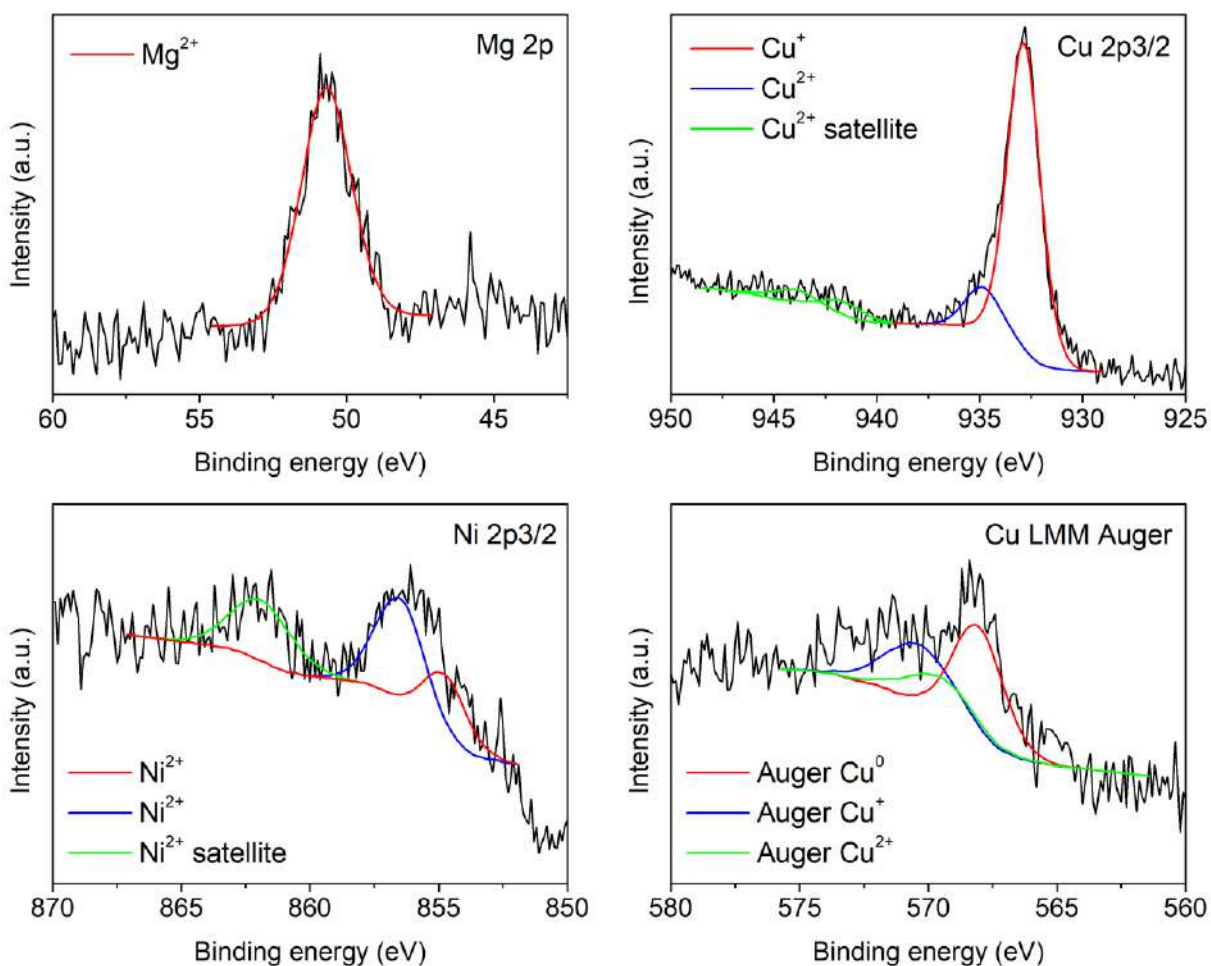 Mg²⁺
Mg 2p
Intensity (a.u.)
60 55 50 45
Binding energy (eV)
Cu⁺
Cu²⁺
Cu²⁺ satellite
Cu 2p3/2
Intensity (a.u.)
950 945 940 935 930 925
Binding energy (eV)
Ni 2p3/2
Ni²⁺
Ni²⁺
Ni²⁺ satellite
Intensity (a.u.)
870 865 860 855 850
Binding energy (eV)
Cu LMM Auger
Auger Cu⁰
Auger Cu⁺
Auger Cu²⁺
Intensity (a.u.)
580 575 570 565 560
Binding energy (eV)